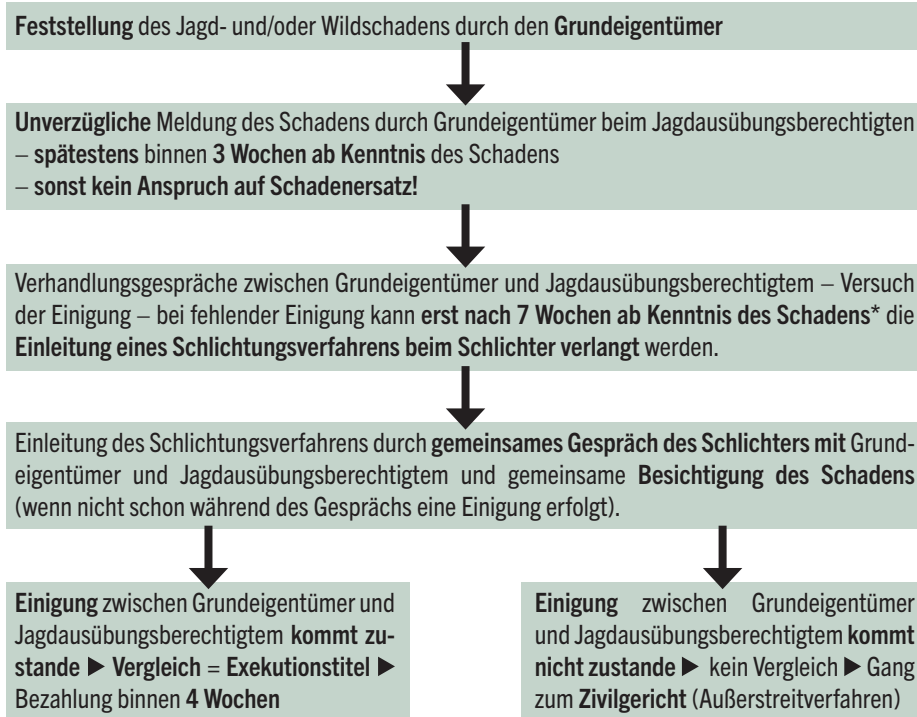 Feststellung des Jagd- und/oder Wildschadens durch den Grundeigentümer
Unverzügliche Meldung des Schadens durch Grundeigentümer beim Jagdausübungsberechtigten
– spätestens binnen 3 Wochen ab Kenntnis des Schadens
– sonst kein Anspruch auf Schadenersatz!
Verhandlungsgespräche zwischen Grundeigentümer und Jagdausübungsberechtigtem – Versuch
der Einigung – bei fehlender Einigung kann erst nach 7 Wochen ab Kenntnis des Schadens* die
Einleitung eines Schlichtungsverfahrens beim Schlichter verlangt werden.
Einleitung des Schlichtungsverfahrens durch gemeinsames Gespräch des Schlichters mit Grund-
eigentümer und Jagdausübungsberechtigtem und gemeinsame Besichtigung des Schadens
(wenn nicht schon während des Gesprächs eine Einigung erfolgt).
Einigung zwischen Grundeigentümer und
Jagdausübungsberechtigtem kommt zu-
stande ► Vergleich = Exekutionstitel ►
Bezahlung binnen 4 Wochen
Einigung zwischen Grundeigentümer
und Jagdausübungsberechtigtem kommt
nicht zustande ► kein Vergleich ► Gang
zum Zivilgericht (Außerstreitverfahren)